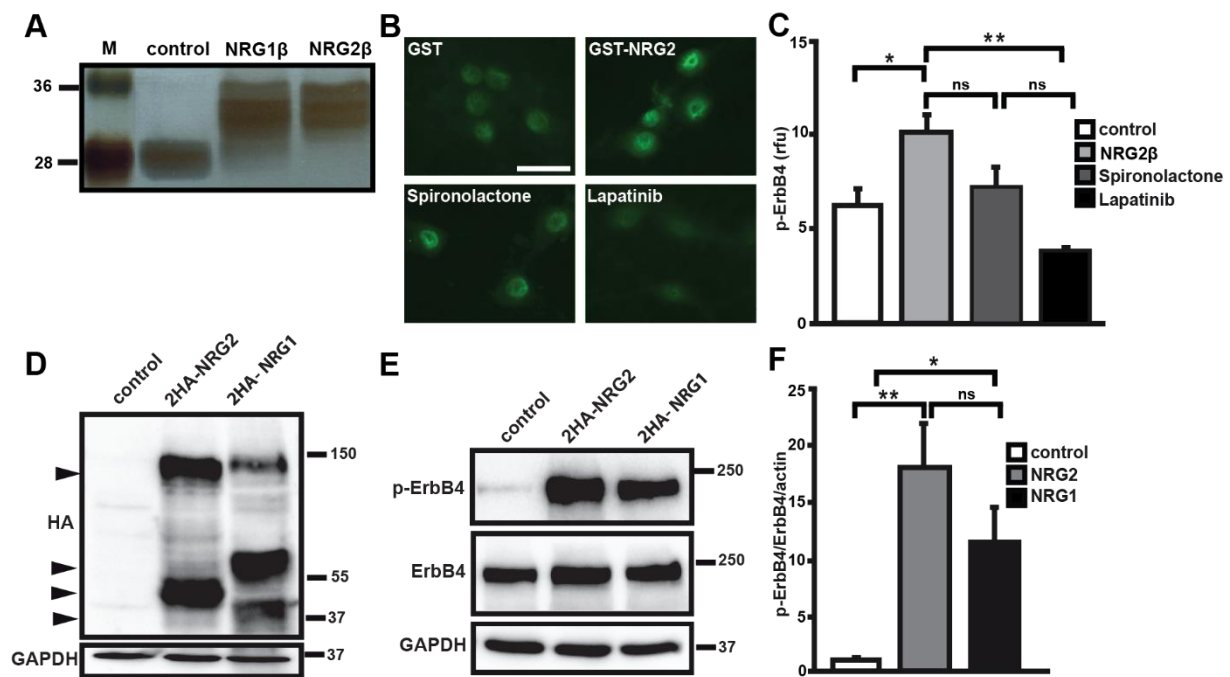 A
M control NRG1β NRG2β
36
28
B
GST
GST-NRG2
Spironolactone
Lapatinib
C
15
10
5
0
p-ErbB4 (rfu)
*
**
ns
ns
control
NRG2β
Spironolactone
Lapatinib
D
control
2HA-NRG2
2HA- NRG1
HA
150
55
37
GAPDH
37
E
control
2HA-NRG2
2HA- NRG1
p-ErbB4
250
ErbB4
250
GAPDH
37
F
25
20
15
10
5
0
p-ErbB4/ErbB4/actin
*
**
ns
control
NRG2
NRG1